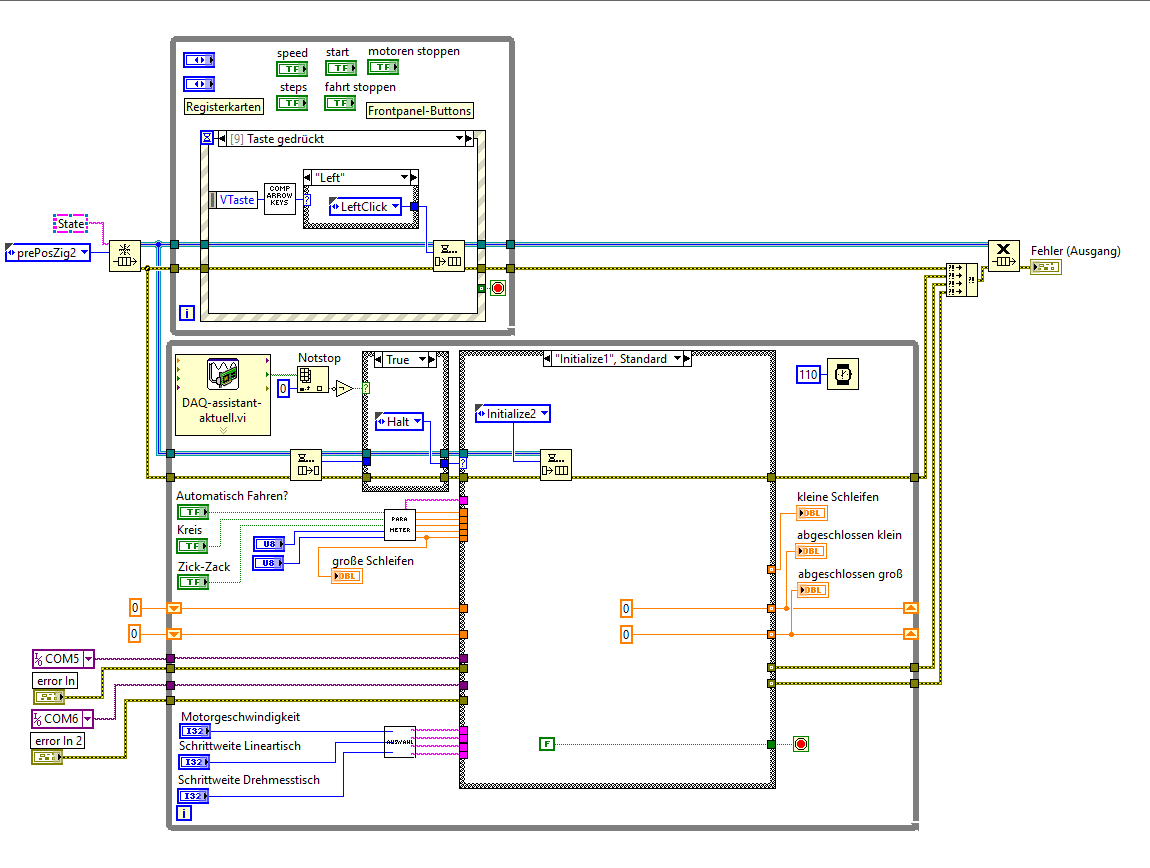 speed
start
motoren stoppen
TF
TF
TF
steps
fahrt stoppen
TF
TF
Registerkarten
Frontpanel-Buttons
[9] Taste gedrückt
"Left"
COMP
ARROW
KEYS
VTaste
?
LeftClick
State
prePosZig2
Fehler (Ausgang)
i
"Initialize1", Standard
True
Notstop
110
0
DAQ-assistant-
aktuell.vi
?
Halt
Initialize2
?
Automatisch Fahren?
TF
kleine Schleifen
DBL
PARA
METER
Kreis
TF
U8
abgeschlossen klein
DBL
U8
große Schleifen
DBL
Zick-Zack
TF
abgeschlossen groß
DBL
0
0
0
0
COM5
error In
COM6
error In 2
Motorgeschwindigkeit
I32
AUSWAHL
F
Schrittweite Lineartisch
I32
Schrittweite Drehmesstisch
I32
i